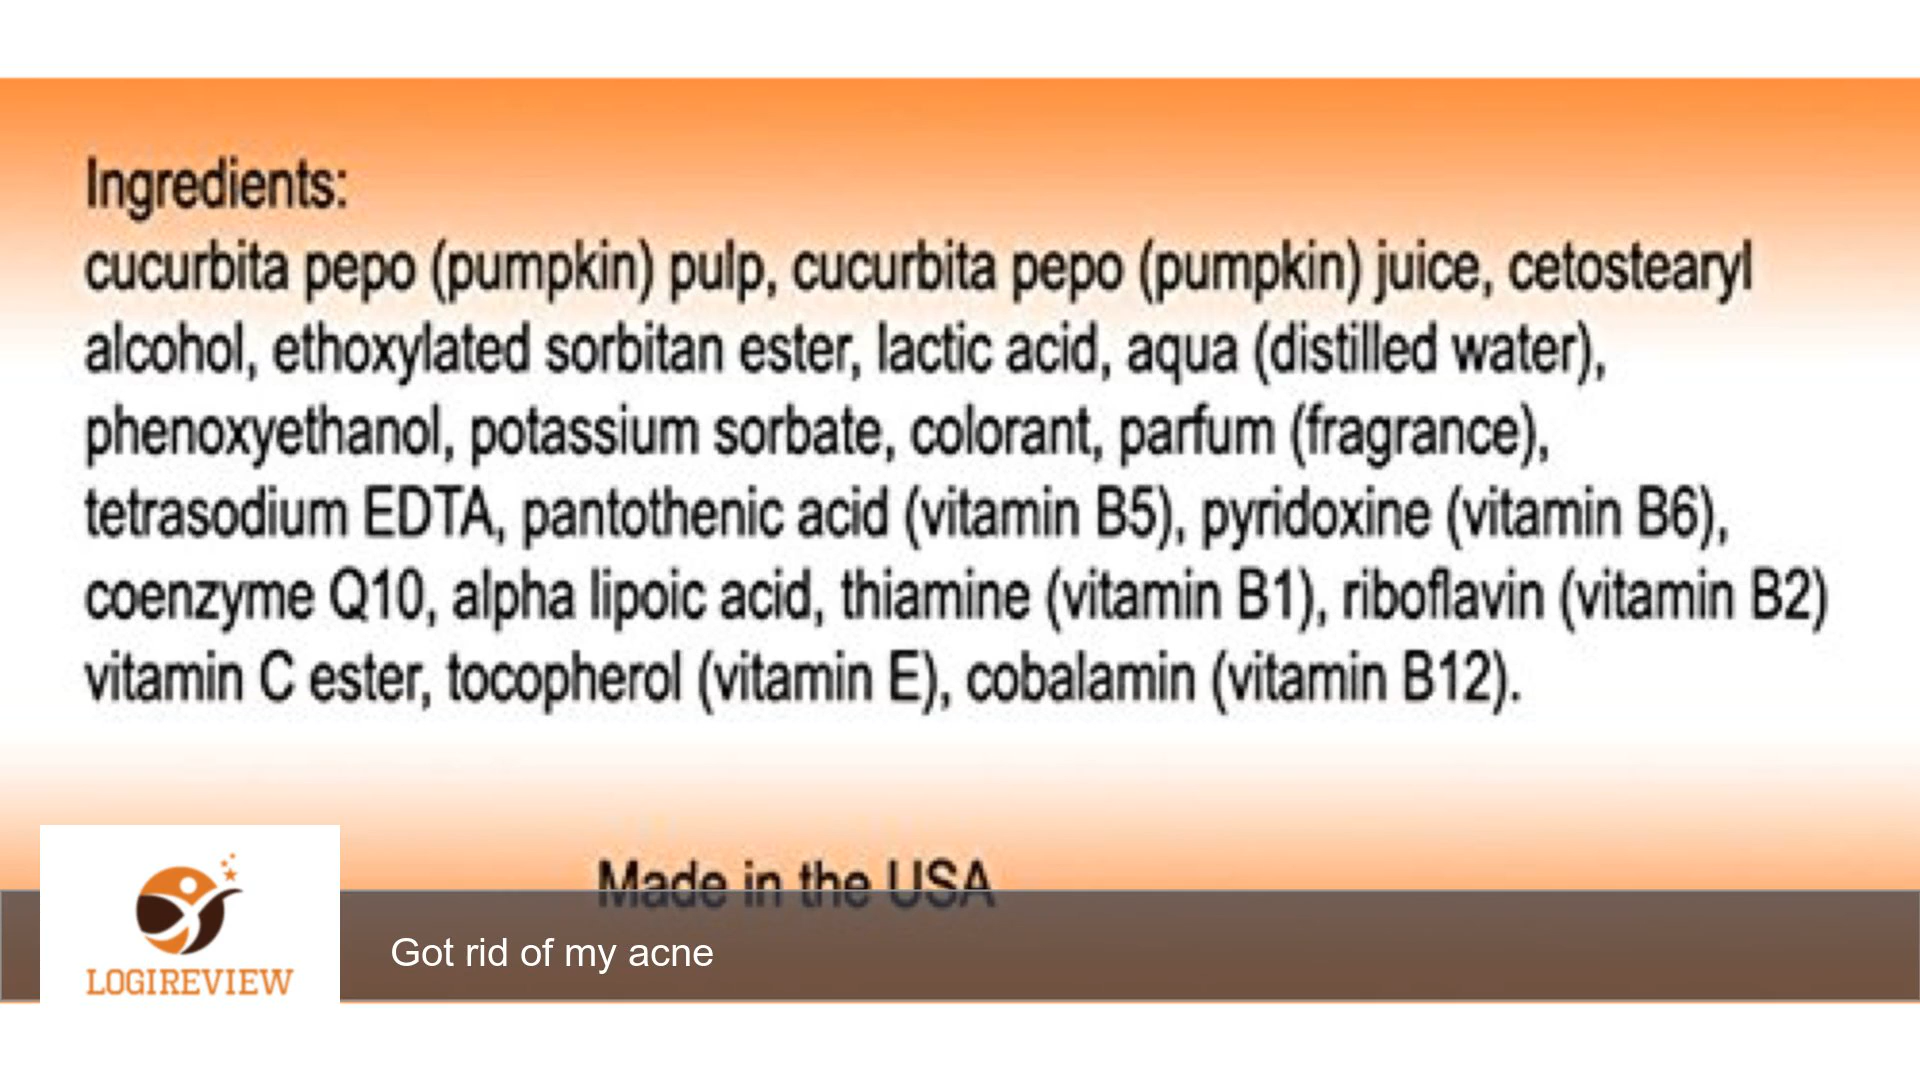 Ingredients:
cucurbita pepo (pumpkin) pulp, cucurbita pepo (pumpkin) juice, cetostearyl
alcohol, ethoxylated sorbitan ester, lactic acid, aqua (distilled water),
phenoxyethanol, potassium sorbate, colorant, parfum (fragrance),
tetrasodium EDTA, pantothenic acid (vitamin B5), pyridoxine (vitamin B6),
coenzyme Q10, alpha lipoic acid, thiamine (vitamin B1), riboflavin (vitamin B2)
vitamin C ester, tocopherol (vitamin E), cobalamin (vitamin B12).
Made in the USA
LOGIREVIEW
Got rid of my acne